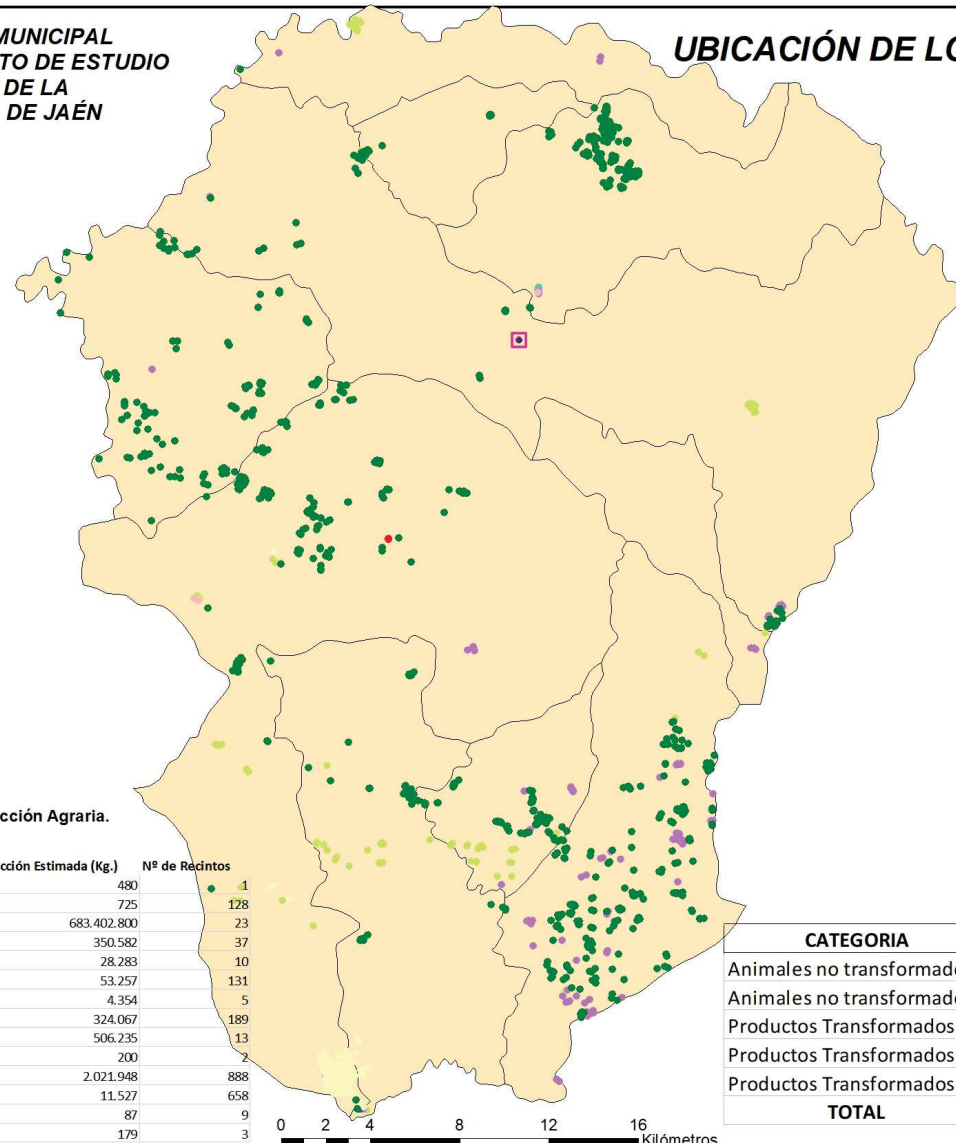 MUNICIPAL
TO DE ESTUDIO
DE LA
DE JAÉN
UBICACIÓN DE LO
cción Agraria.
cción Estimada (Kg.) Nº de Recintos
480 1
725 128
683.402.800 23
350.582 37
28.283 10
53.257 131
4.354 5
324.067 189
506.235 13
200 2
2.021.948 888
11.527 658
87 9
179 3
0 2 4 8 12 16
Kilómetros
CATEGORIA
Animales no transformado
Animales no transformado
Productos Transformados
Productos Transformados
Productos Transformados
TOTAL